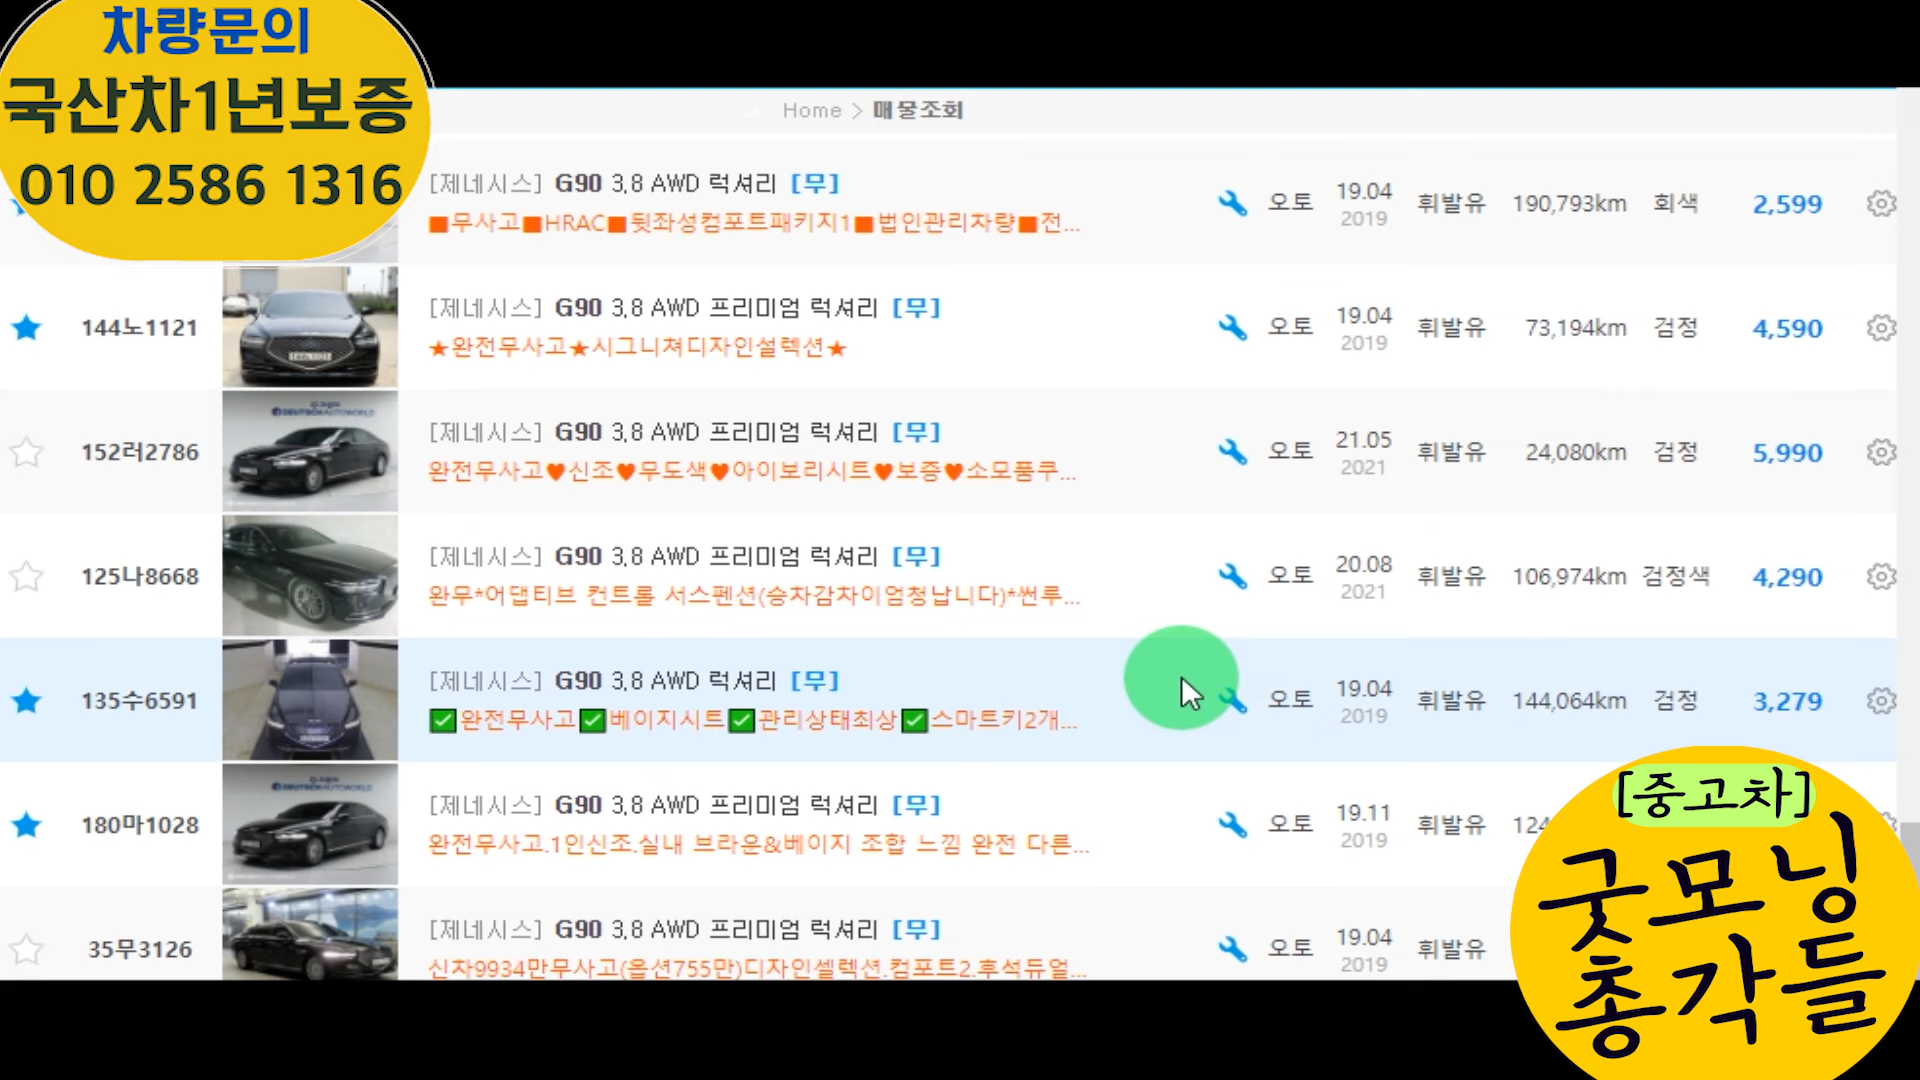 차량문의
국산차1년보증
010 2586 1316
Home > 매물조회
[제네시스] G90 3.8 AWD 럭셔리 [무]
■무사고■HRAC■뒷좌성컴포트패키지1■법인관리차량■전...
오토 19.04 2019 휘발유 190,793km 회색 2,599
144노1121
[제네시스] G90 3.8 AWD 프리미엄 럭셔리 [무]
★완전무사고★시그니쳐디자인설렉션★
오토 19.04 2019 휘발유 73,194km 검정 4,590
152러2786
[제네시스] G90 3.8 AWD 프리미엄 럭셔리 [무]
완전무사고♥신조♥무도색♥아이보리시트♥보증♥소모품쿠...
오토 21.05 2021 휘발유 24,080km 검정 5,990
125나8668
[제네시스] G90 3.8 AWD 프리미엄 럭셔리 [무]
완무*어댑티브 컨트롤 서스펜션(승차감차이엄청납니다)*썬루...
오토 20.08 2021 휘발유 106,974km 검정색 4,290
135수6591
[제네시스] G90 3.8 AWD 럭셔리 [무]
✅완전무사고✅베이지시트✅관리상태최상✅스마트키2개...
오토 19.04 2019 휘발유 144,064km 검정 3,279
180마1028
[제네시스] G90 3.8 AWD 프리미엄 럭셔리 [무]
완전무사고.1인신조.실내 브라운&베이지 조합 느낌 완전 다른...
오토 19.11 2019 휘발유 124
35무3126
[제네시스] G90 3.8 AWD 프리미엄 럭셔리 [무]
신차9934만무사고(옵션755만)디자인셀렉션.컴포트2.후석듀얼...
오토 19.04 2019 휘발유
[중고차]
굿모닝
총각들